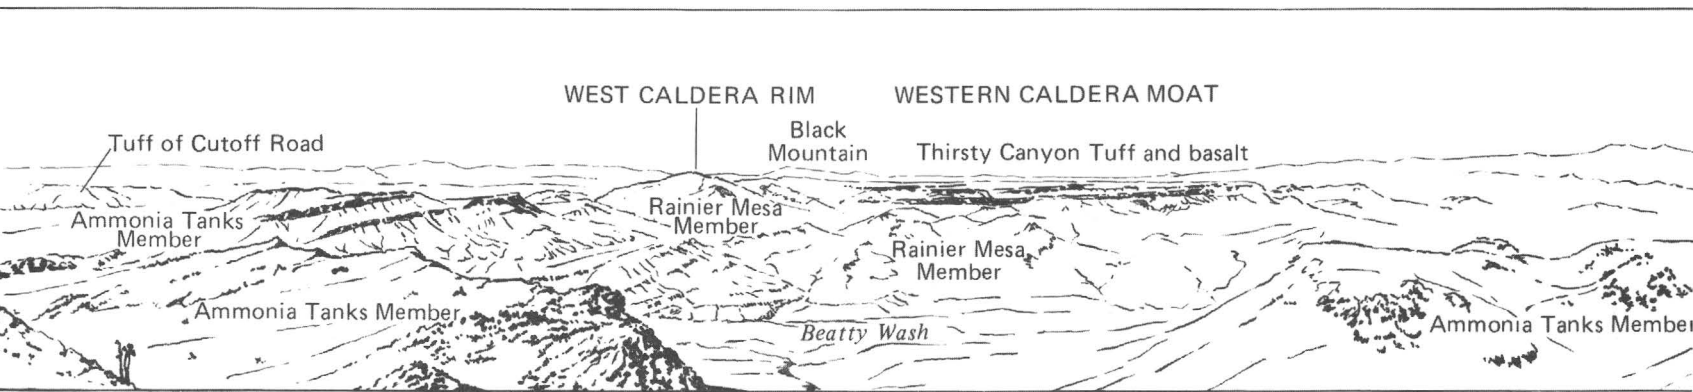 WEST CALDERA RIM
WESTERN CALDERA MOAT
Tuff of Cutoff Road
Black
Mountain
Thirsty Canyon Tuff and basalt
Ammonia Tanks
Member
Rainier Mesa
Member
Rainier Mesa
Member
Ammonia Tanks Member
Beatty Wash
Ammonia Tanks Member